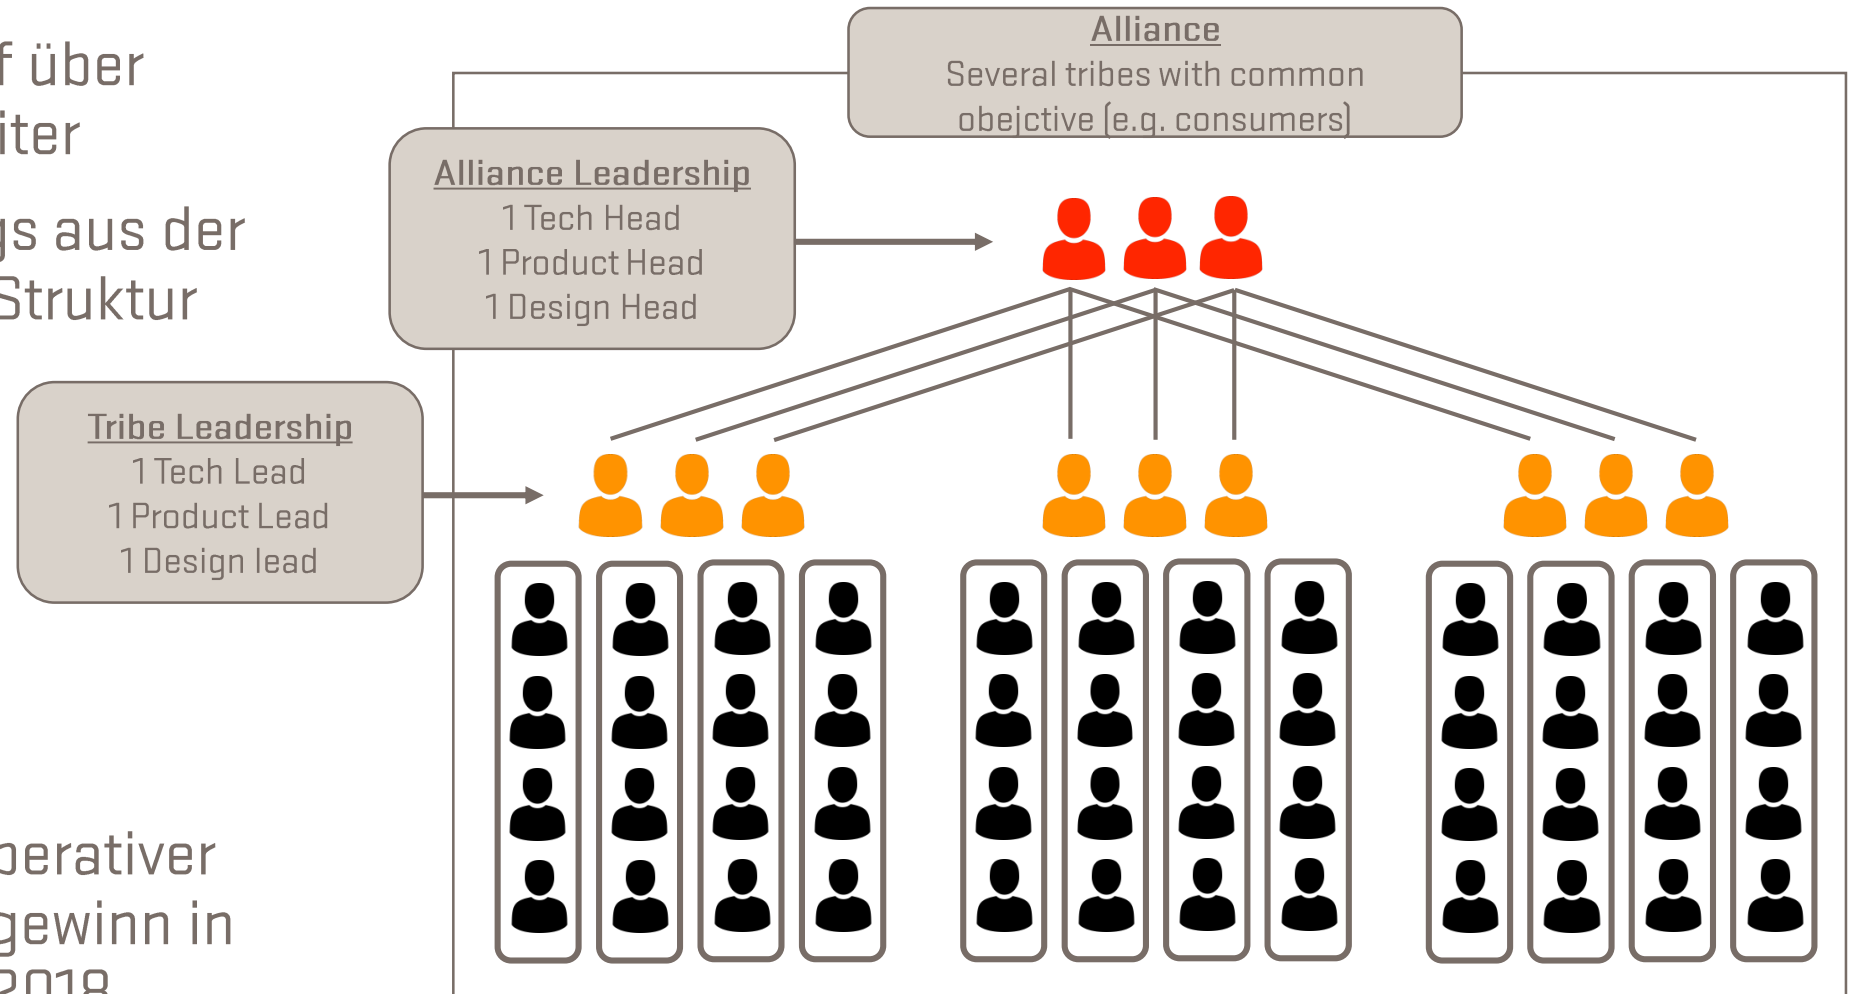 f über
iter
gs aus der
Struktur
perativer
gewinn in
2018
Alliance
Several tribes with common
obejctive (e.g. consumers)
Alliance Leadership
1 Tech Head
1 Product Head
1 Design Head
Tribe Leadership
1 Tech Lead
1 Product Lead
1 Design lead